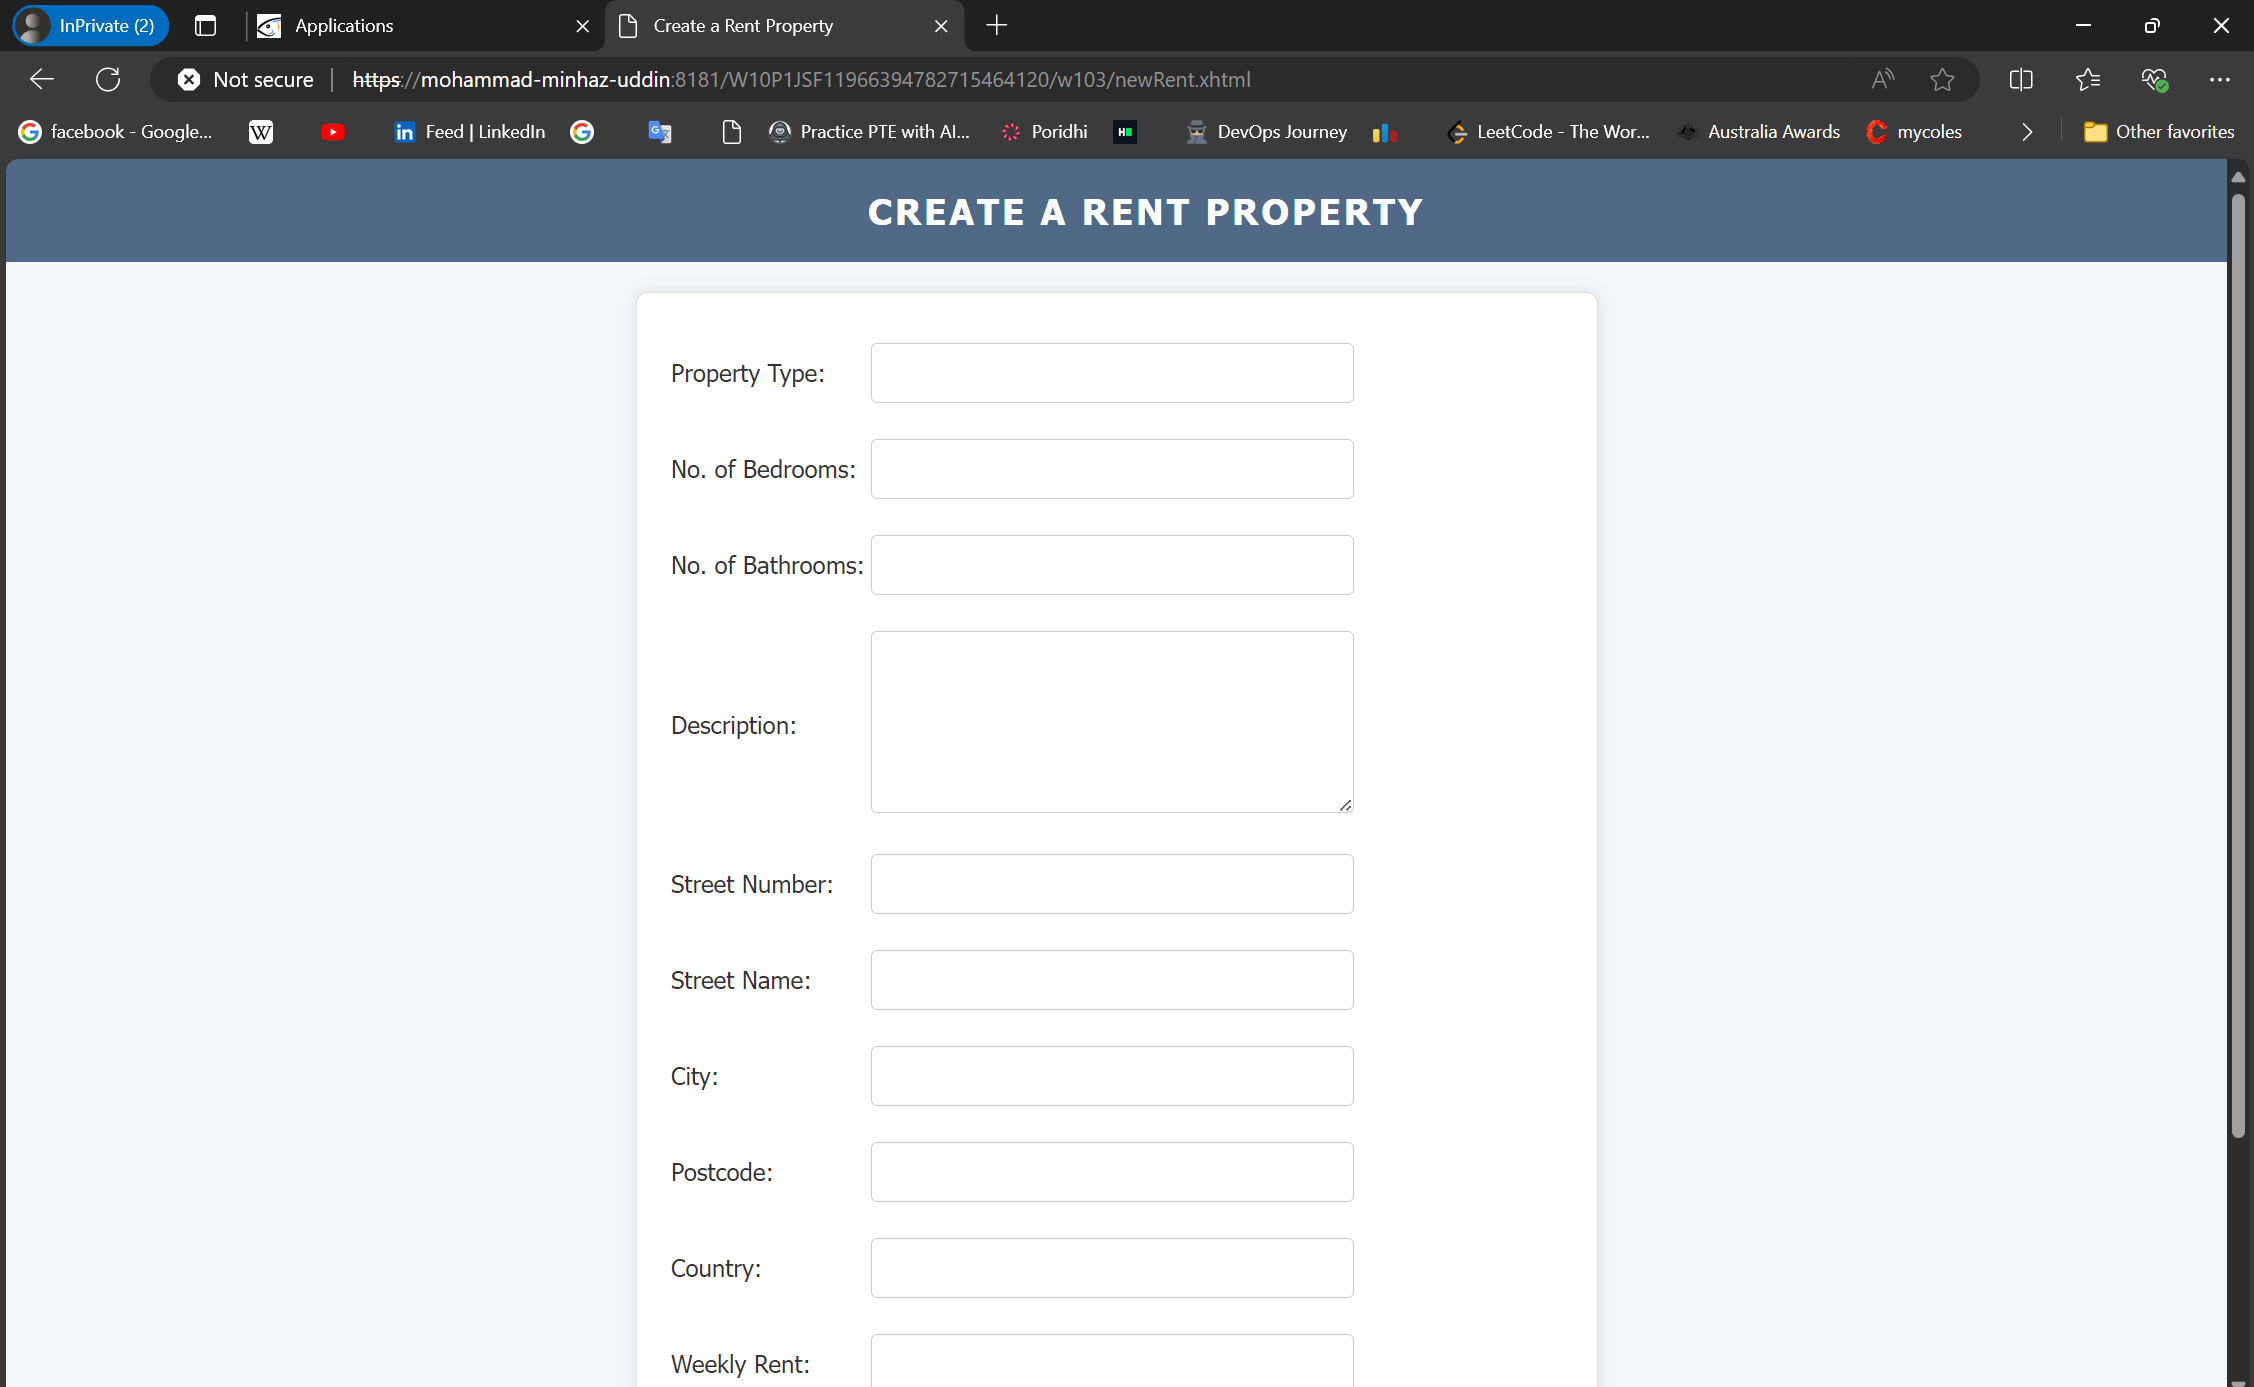 InPrivate (2)
Applications
Create a Rent Property
Not secure
https://mohammad-minhaz-uddin:8181/W10P1JSF11966394782715464120/w103/newRent.xhtml
facebook - Google...
W
in Feed | LinkedIn
Practice PTE with AI...
Poridhi
DevOps Journey
LeetCode - The Wor...
Australia Awards
mycoles
Other favorites
CREATE A RENT PROPERTY
Property Type:
No. of Bedrooms:
No. of Bathrooms:
Description:
Street Number:
Street Name:
City:
Postcode:
Country:
Weekly Rent: